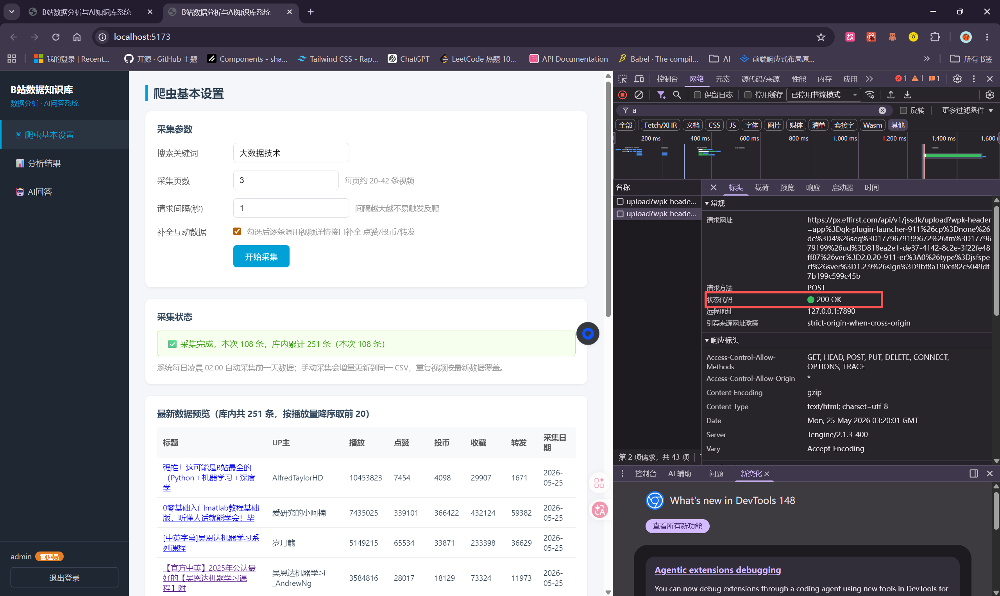 B站数据分析与AI知识库系统
B站数据分析与AI知识库系统
localhost:5173
我的登录 | Recent...
开源 · GitHub 主题
Components - sha...
Tailwind CSS - Rap...
ChatGPT
LeetCode 热题 10...
API Documentation
Babel · The compil...
AI
前端响应式布局原...
所有书签
B站数据知识库
数据分析 · AI问答系统
爬虫基本设置
分析结果
AI回答
admin 管理员
退出登录
爬虫基本设置
采集参数
搜索关键词 大数据技术
采集页数 3 每页约 20-42 条视频
请求间隔(秒) 1 间隔越大越不易触发反爬
补全互动数据 勾选后逐条调用视频详情接口补全 点赞/投币/转发
开始采集
采集状态
采集完成，本次 108 条，库内累计 251 条（本次 108 条）
系统每日凌晨 02:00 自动采集前一天数据；手动采集会增量更新到同一 CSV，重复视频按最新数据覆盖。
最新数据预览（库内共 251 条，按播放量降序取前 20）
标题 UP主 播放 点赞 投币 收藏 转发 采集日
期
强推！这可能是B站最全的
（Python＋机器学习＋深度
学
AlfredTaylorHD 10453823 7454 4098 29907 1671 2026-
05-25
0零基础入门matlab教程基础
版，听懂人话就能学会！毕
爱研究的小阿楠 7435025 339101 366422 432124 59382 2026-
05-25
[中英字幕]吴恩达机器学习系
列课程
岁月觞 5149215 65534 33871 233398 36629 2026-
05-25
【官方中英】2025年公认最
好的【吴恩达机器学习课
程】附
吴恩达机器学习
_AndrewNg
3584816 28017 18129 73324 11973 2026-
05-25
控制台 网络 元素 源代码/来源 性能 内存 应用 1 1 1
保留日志 停用缓存 已停用节流模式
a 反转 更多过滤条件
全部 Fetch/XHR 文档 CSS JS 字体 图片 媒体 清单 套接字 Wasm 其他
200 ms 400 ms 600 ms 800 ms 1,000 ms 1,200 ms 1,400 ms 1,600
名称
upload?wpk-heade...
upload?wpk-heade...
第 2 项请求，共 43 项
标头 载荷 预览 响应 启动器 时间
常规
请求网址 https://px.effirst.com/api/v1/jssdk/upload?wpk-header
=app%3Dqk-plugin-launcher-911%26cp%3Dnone%26
de%3D4%26seq%3D1779679199672%26tm%3D17796
79199%26ud%3D818ea2e1-de37-4142-8c2e-3f22fe48
ff87%26ver%3D2.0.20-911-er%3A0%26type%3Djsfspe
rf%26sver%3D1.2.9%26sign%3D9bf8a190ef82c5049df
7b199c599c45b
请求方法 POST
状态代码 200 OK
远程地址 127.0.0.1:7890
引荐来源网址政策 strict-origin-when-cross-origin
响应标头
Access-Control-Allow-
Methods
GET, HEAD, POST, PUT, DELETE, CONNECT,
OPTIONS, TRACE
Access-Control-Allow-Origin *
Content-Encoding gzip
Content-Type text/html; charset=utf-8
Date Mon, 25 May 2026 03:20:01 GMT
Server Tengine/2.1.3_400
Vary Accept-Encoding
控制台 AI 辅助 问题 新变化
What's new in DevTools 148
查看所有新功能
Agentic extensions debugging
You can now debug extensions through a coding agent using new tools in DevTools for